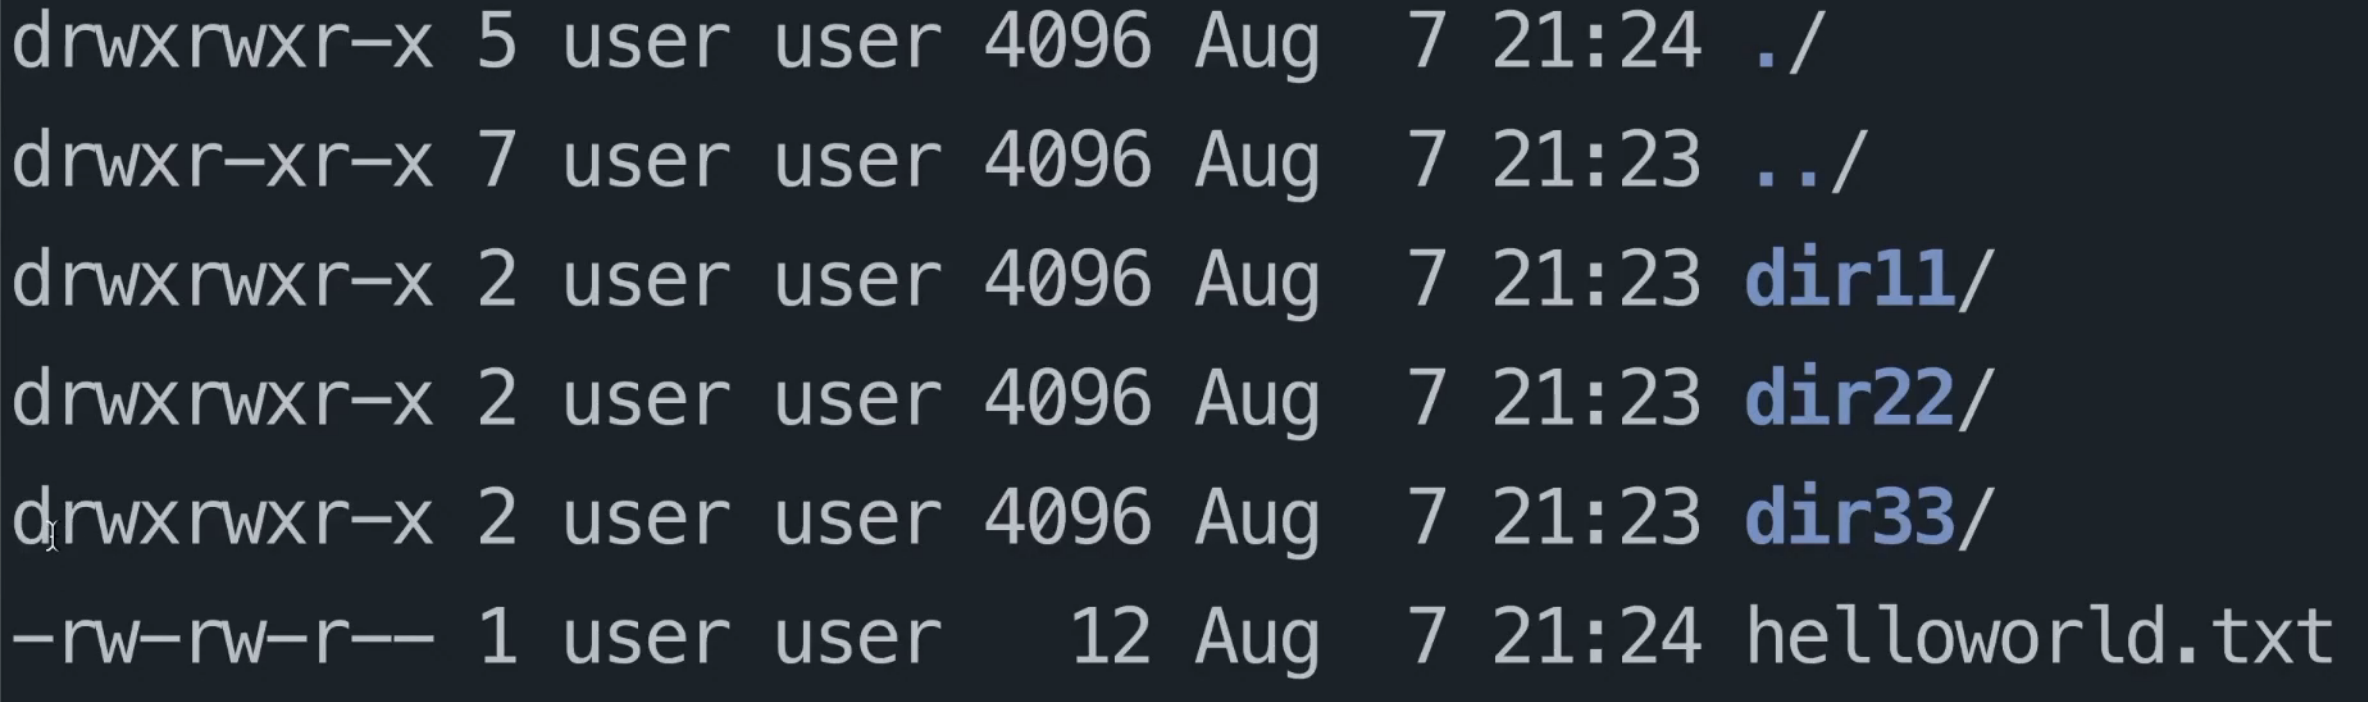 drwxrwxr-x 5 user user 4096 Aug  7 21:24 ./
drwxr-xr-x 7 user user 4096 Aug  7 21:23 ../
drwxrwxr-x 2 user user 4096 Aug  7 21:23 dir11/
drwxrwxr-x 2 user user 4096 Aug  7 21:23 dir22/
drwxrwxr-x 2 user user 4096 Aug  7 21:23 dir33/
-rw-rw-r-- 1 user user   12 Aug  7 21:24 helloworld.txt